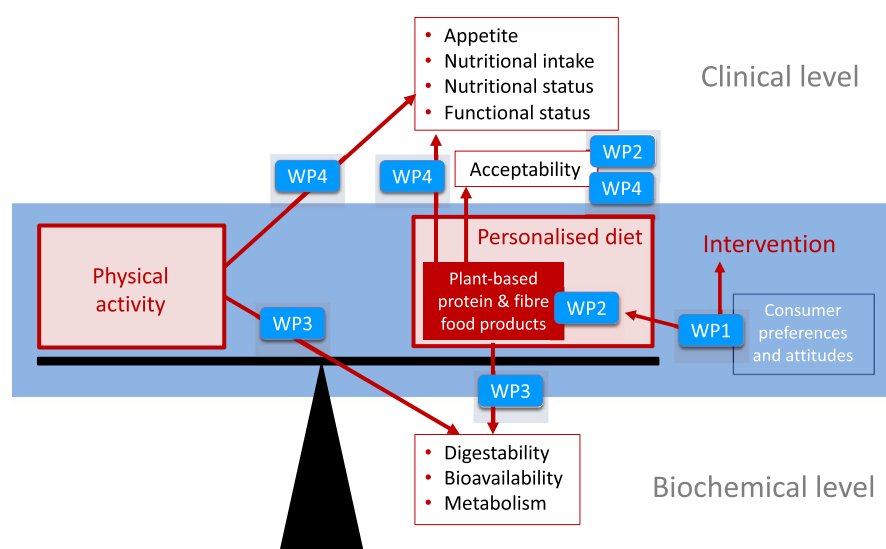 • Appetite
• Nutritional intake
• Nutritional status
• Functional status
Clinical level
WP4
WP4
Acceptability
WP2
WP4
Physical
activity
Personalised diet
Plant-based
protein & fibre
food products
WP2
Intervention
WP1
Consumer
preferences
and attitudes
WP3
WP3
• Digestability
• Bioavailability
• Metabolism
Biochemical level